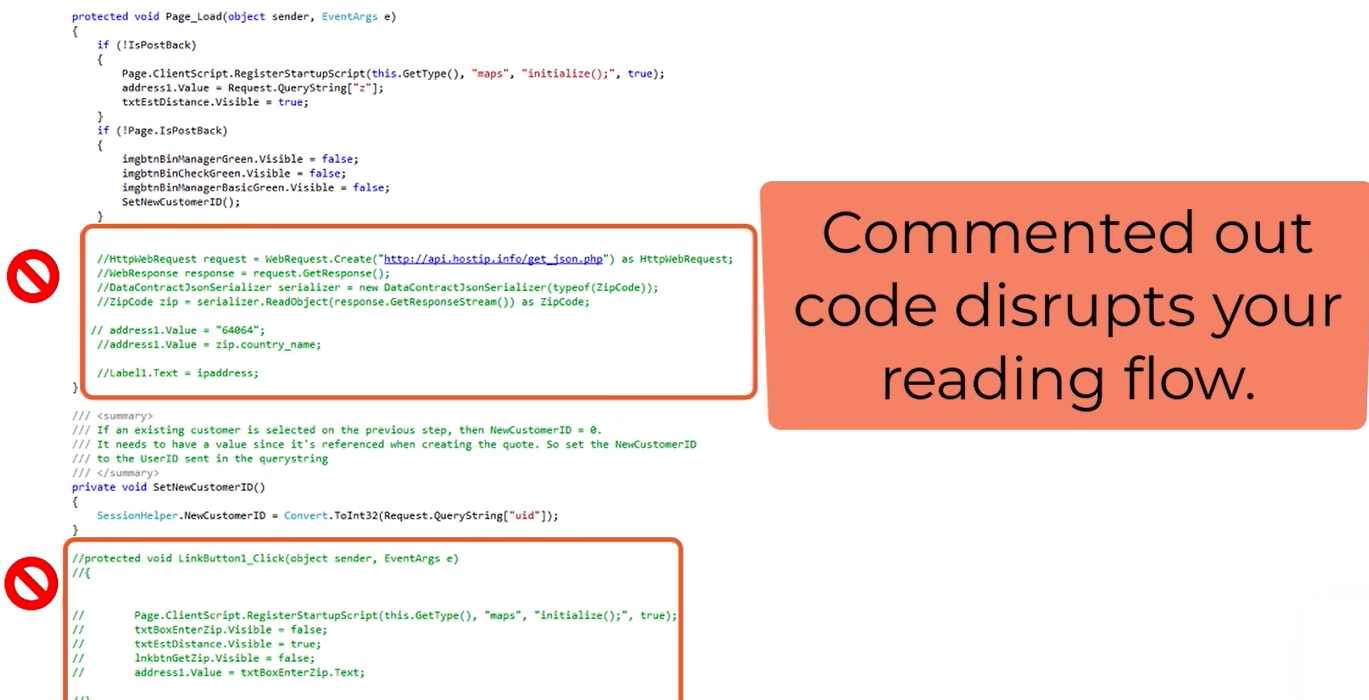 protected void Page_Load(object sender, EventArgs e)
{
if (!IsPostBack)
{
Page.ClientScript.RegisterStartupScript(this.GetType(), "maps", "initialize();", true);
address1.Value = Request.QueryString["z"];
txtEstDistance.Visible = true;
}
if (!Page.IsPostBack)
{
imgbtnBinManagerGreen.Visible = false;
imgbtnBinCheckGreen.Visible = false;
imgbtnBinManagerBasicGreen.Visible = false;
SetNewCustomerID();
}
//HttpWebRequest request = WebRequest.Create("http://api.hostip.info/get_json.php") as HttpWebRequest;
//WebResponse response = request.GetResponse();
//DataContractJsonSerializer serializer = new DataContractJsonSerializer(typeof(ZipCode));
//ZipCode zip = serializer.ReadObject(response.GetResponseStream()) as ZipCode;
// address1.Value = "64064";
//address1.Value = zip.country_name;
//Label1.Text = ipaddress;
}
/// <summary>
/// If an existing customer is selected on the previous step, then NewCustomerID = 0.
/// It needs to have a value since it's referenced when creating the quote. So set the NewCustomerID
/// to the UserID sent in the querystring
/// </summary>
private void SetNewCustomerID()
{
SessionHelper.NewCustomerID = Convert.ToInt32(Request.QueryString["uid"]);
}
//protected void LinkButton1_Click(object sender, EventArgs e)
//{
// Page.ClientScript.RegisterStartupScript(this.GetType(), "maps", "initialize();", true);
// txtBoxEnterZip.Visible = false;
// txtEstDistance.Visible = true;
// lnkbtnGetZip.Visible = false;
// address1.Value = txtBoxEnterZip.Text;
Commented out
code disrupts your
reading flow.